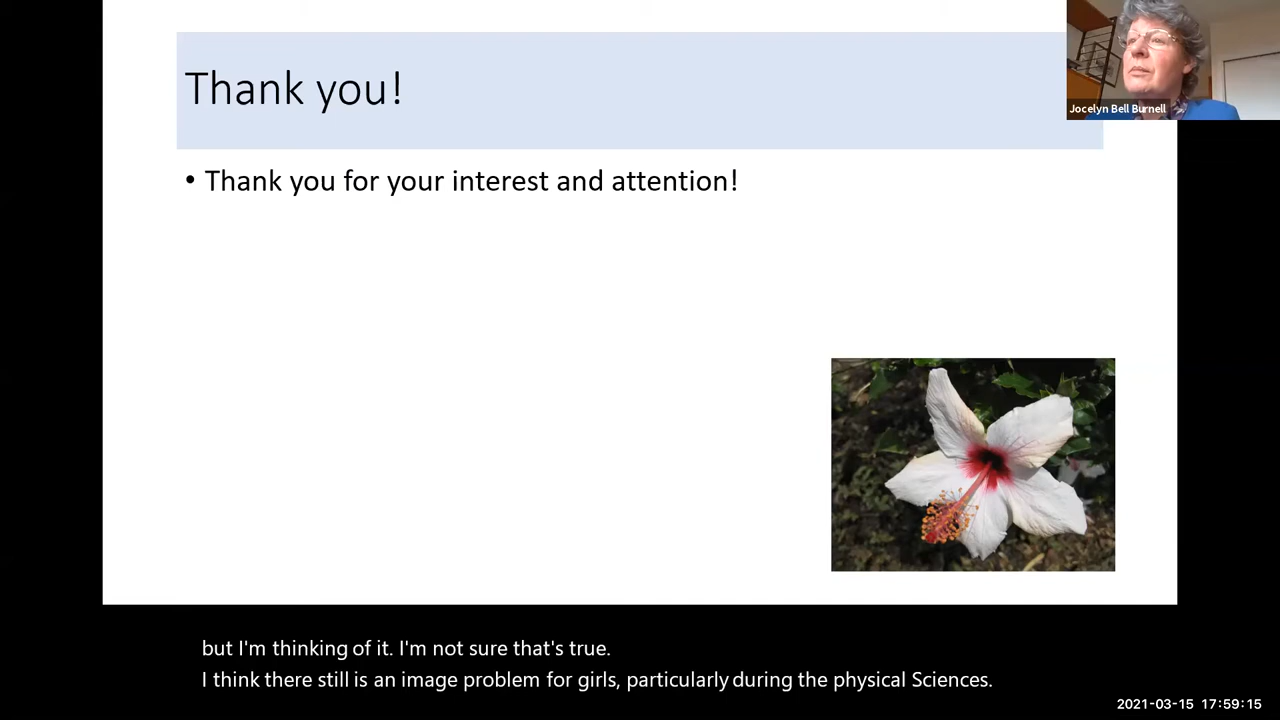 Thank you!
Jocelyn Bell Burnell
• Thank you for your interest and attention!
but I'm thinking of it. I'm not sure that's true.
I think there still is an image problem for girls, particularly during the physical Sciences.
2021-03-15 17:59:15